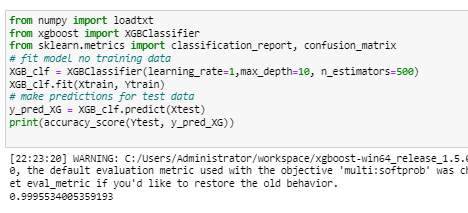 from numpy import loadtxt
from xgboost import XGBClassifier
from sklearn.metrics import classification_report, confusion_matrix
# fit model no training data
XGB_clf = XGBClassifier(learning_rate=1,max_depth=10, n_estimators=500)
XGB_clf.fit(Xtrain, Ytrain)
# make predictions for test data
y_pred_XG = XGB_clf.predict(Xtest)
print(accuracy_score(Ytest, y_pred_XG))
[22:23:20] WARNING: C:/Users/Administrator/workspace/xgboost-win64_release_1.5.0
0, the default evaluation metric used with the objective 'multi:softprob' was ch
et eval_metric if you'd like to restore the old behavior.
0.9995534005359193